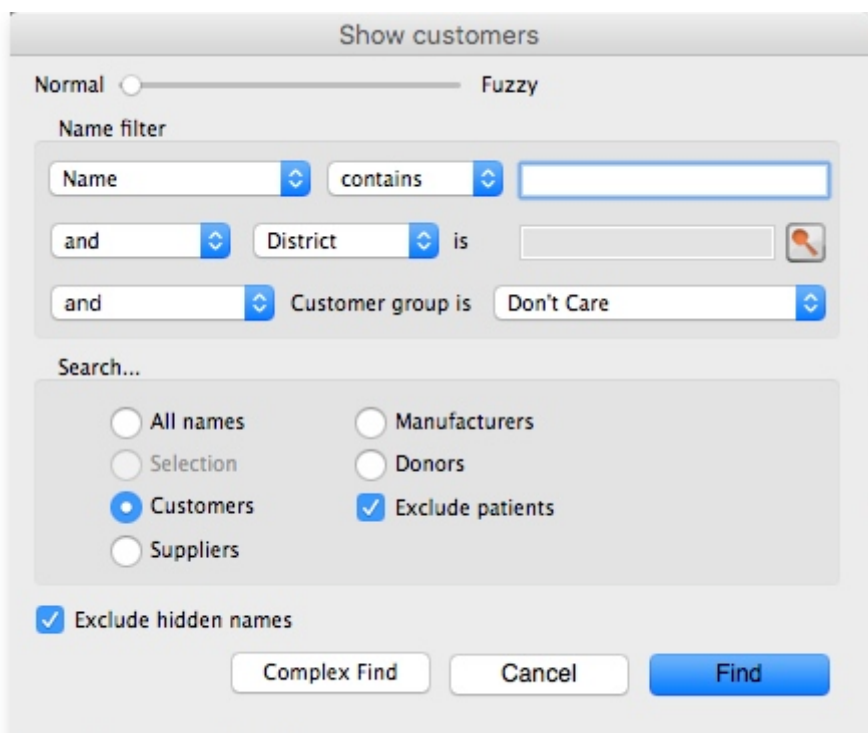 Show customers
Normal Fuzzy
Name filter
Name contains
and District is
and Customer group is Don't Care
Search...
All names Manufacturers
Selection Donors
Customers Exclude patients
Suppliers
Exclude hidden names
Complex Find Cancel Find